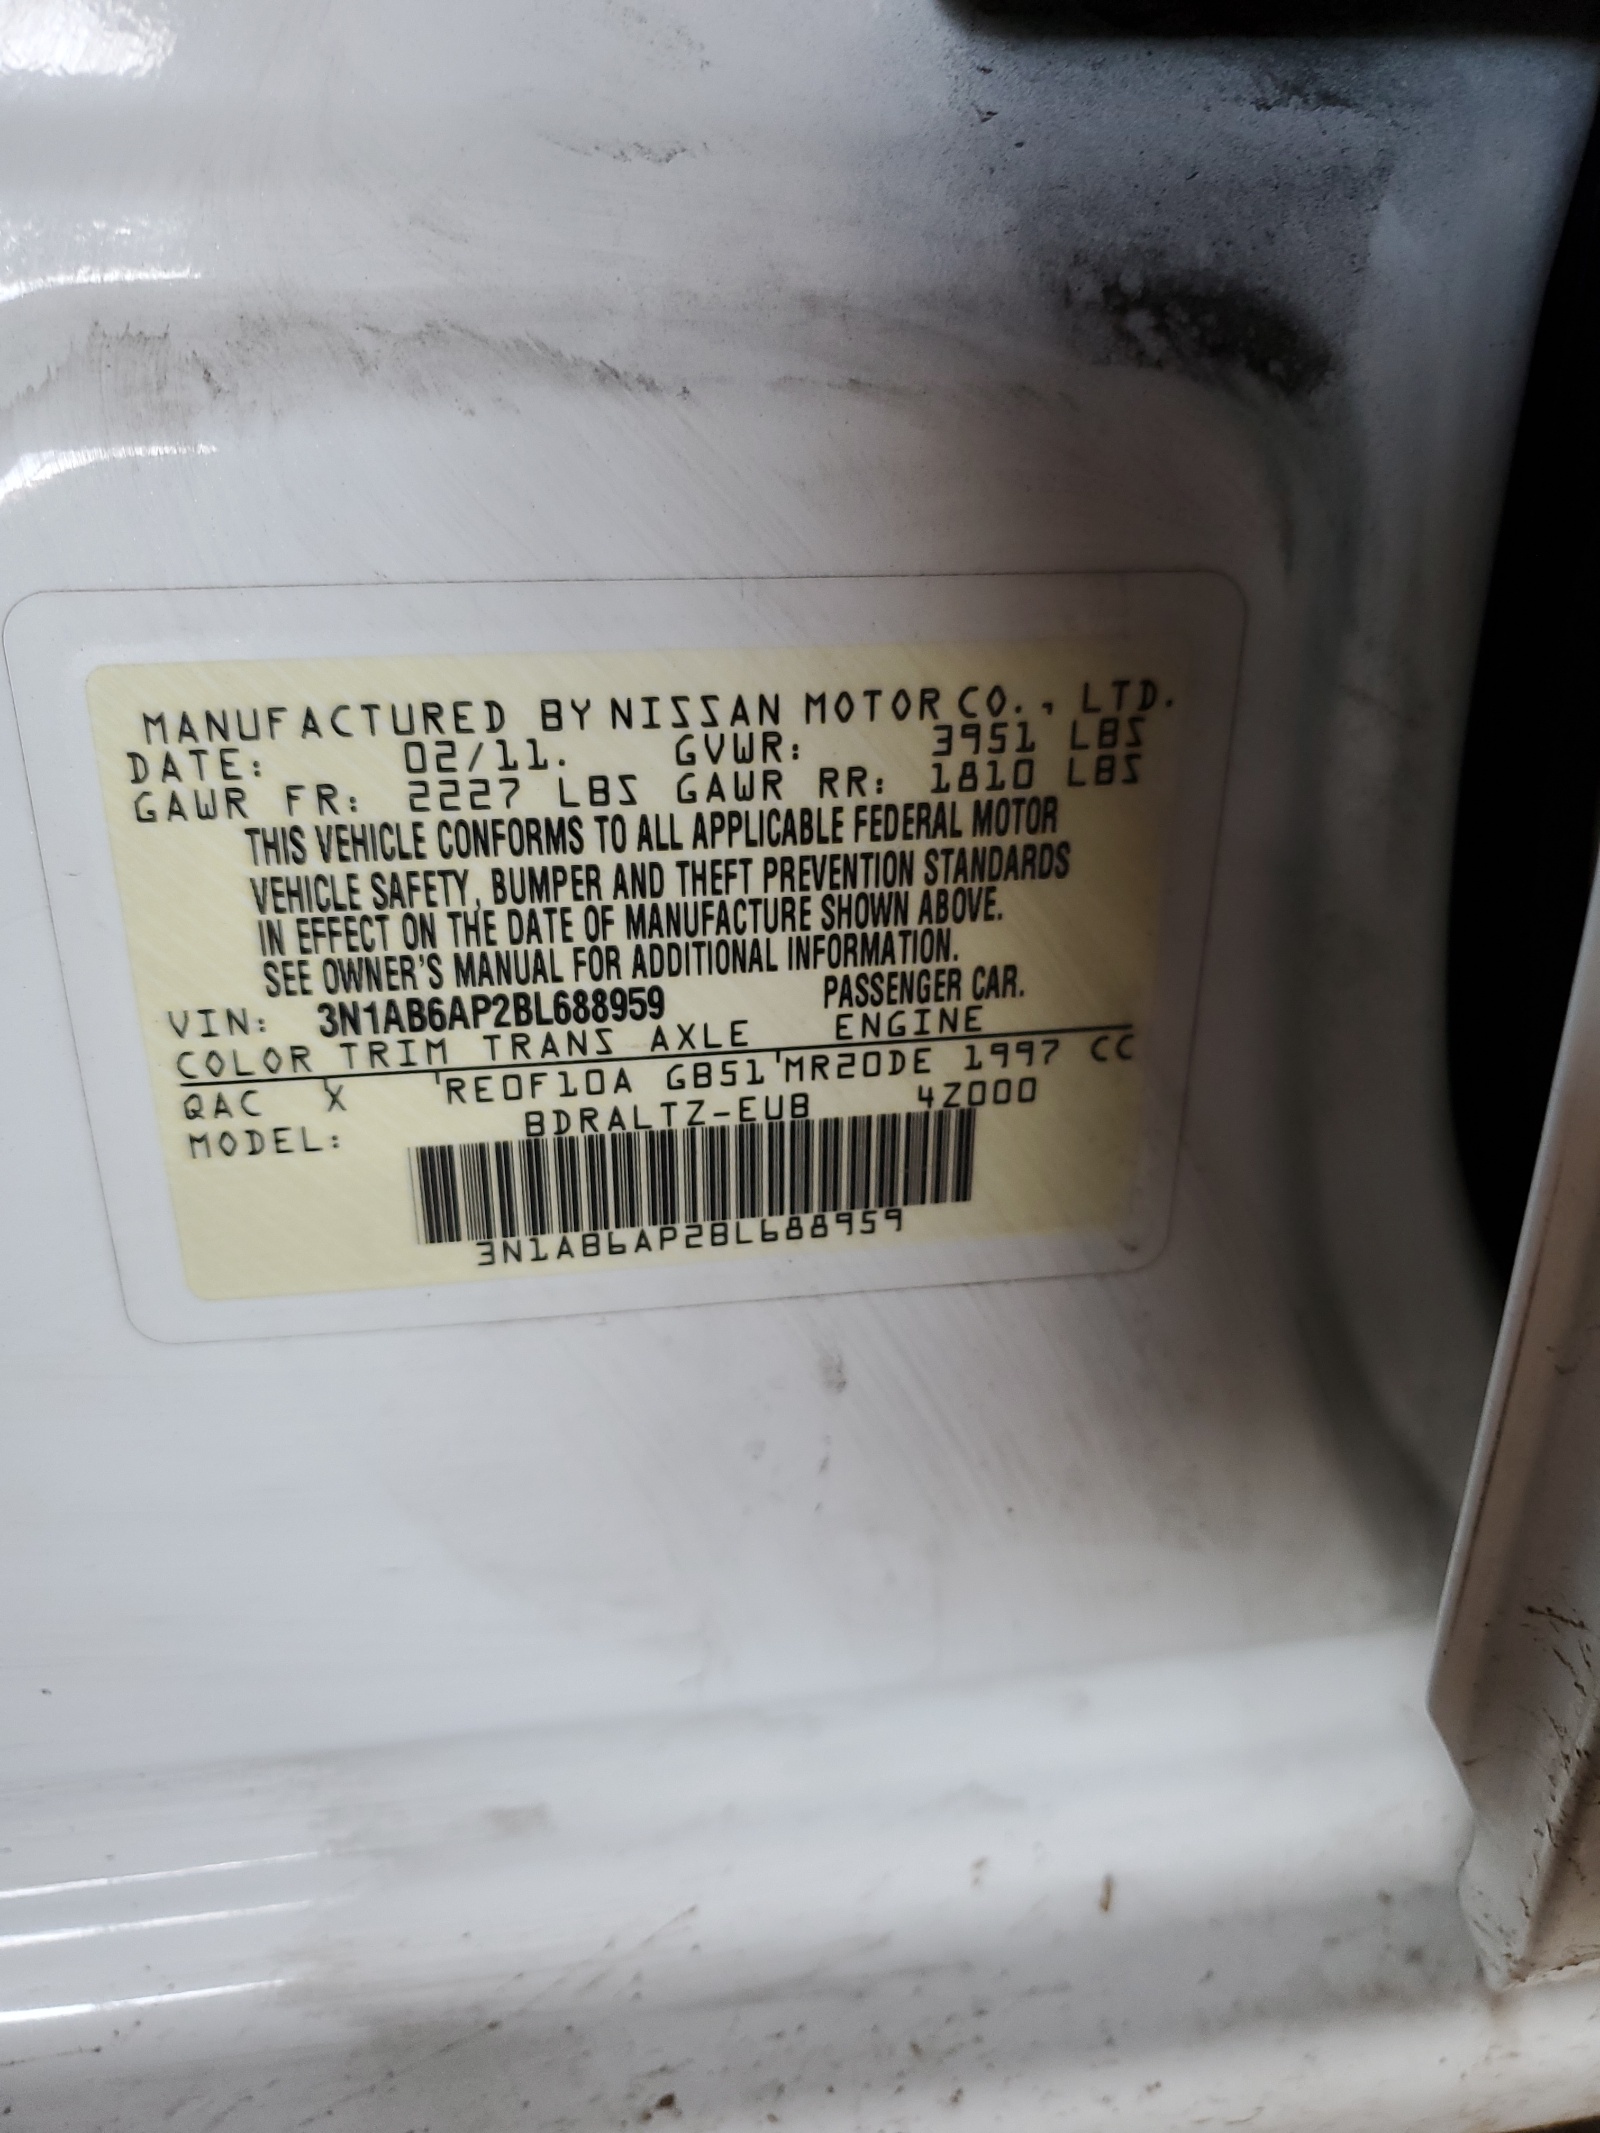 MANUFACTURED BY NISSAN MOTOR CO., LTD.
DATE: 02/11. GVWR: 3951 LBS
GAWR FR: 2227 LBS GAWR RR: 1810 LBS
THIS VEHICLE CONFORMS TO ALL APPLICABLE FEDERAL MOTOR
VEHICLE SAFETY, BUMPER AND THEFT PREVENTION STANDARDS
IN EFFECT ON THE DATE OF MANUFACTURE SHOWN ABOVE.
SEE OWNER'S MANUAL FOR ADDITIONAL INFORMATION.
VIN: 3N1AB6AP2BL688959 PASSENGER CAR.
COLOR TRIM TRANS AXLE ENGINE
QAC X RE0F10A GB51 MR20DE 1997 CC
MODEL: BDRALTZ-EUB 4Z000
3N1AB6AP2BL688959